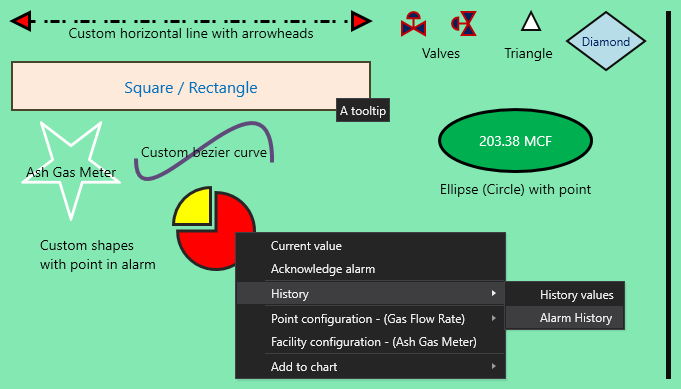 Custom horizontal line with arrowheads
Valves
Triangle
Diamond
Square / Rectangle
A tooltip
203.38 MCF
Custom bezier curve
Ash Gas Meter
Ellipse (Circle) with point
Custom shapes
with point in alarm
Current value
Acknowledge alarm
History
History values
Alarm History
Point configuration - (Gas Flow Rate)
Facility configuration - (Ash Gas Meter)
Add to chart